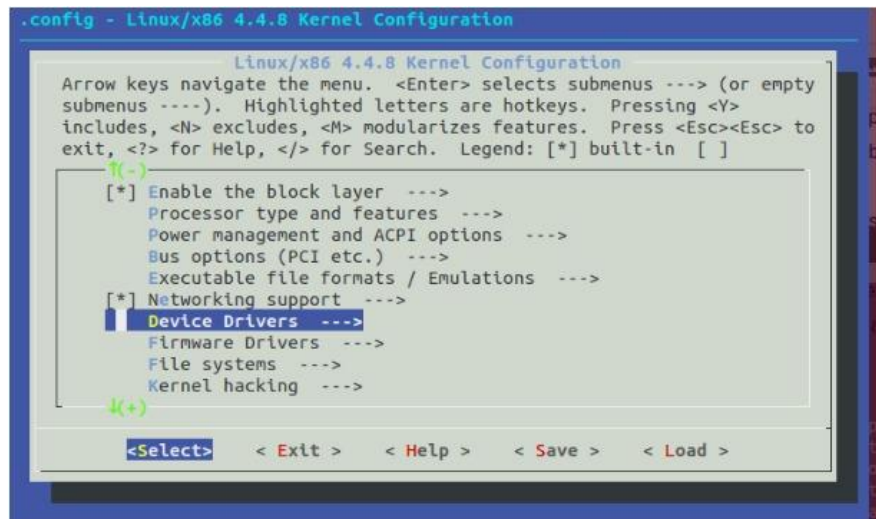 .config - Linux/x86 4.4.8 Kernel Configuration
Linux/x86 4.4.8 Kernel Configuration
Arrow keys navigate the menu.  <Enter> selects submenus ---> (or empty
submenus ----).  Highlighted letters are hotkeys.  Pressing <Y>
includes, <N> excludes, <M> modularizes features.  Press <Esc><Esc> to
exit, <?> for Help, </> for Search.  Legend: [*] built-in  [ ]
↑(-)
[*] Enable the block layer  --->
Processor type and features  --->
Power management and ACPI options  --->
Bus options (PCI etc.)  --->
Executable file formats / Emulations  --->
[*] Networking support  --->
Device Drivers  --->
Firmware Drivers  --->
File systems  --->
Kernel hacking  --->
↓(+)
<Select>    < Exit >    < Help >    < Save >    < Load >